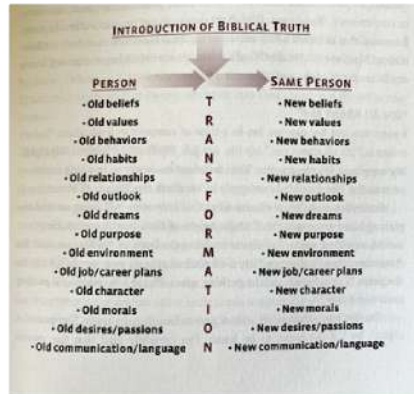 INTRODUCTION OF BIBLICAL TRUTH
PERSON SAME PERSON
• Old beliefs T • New beliefs
• Old values R • New values
• Old behaviors A • New behaviors
• Old habits N • New habits
• Old relationships S • New relationships
• Old outlook F • New outlook
• Old dreams O • New dreams
• Old purpose R • New purpose
• Old environment M • New environment
• Old job/career plans A • New job/career plans
• Old character T • New character
• Old morals I • New morals
• Old desires/passions O • New desires/passions
• Old communication/language N • New communication/language